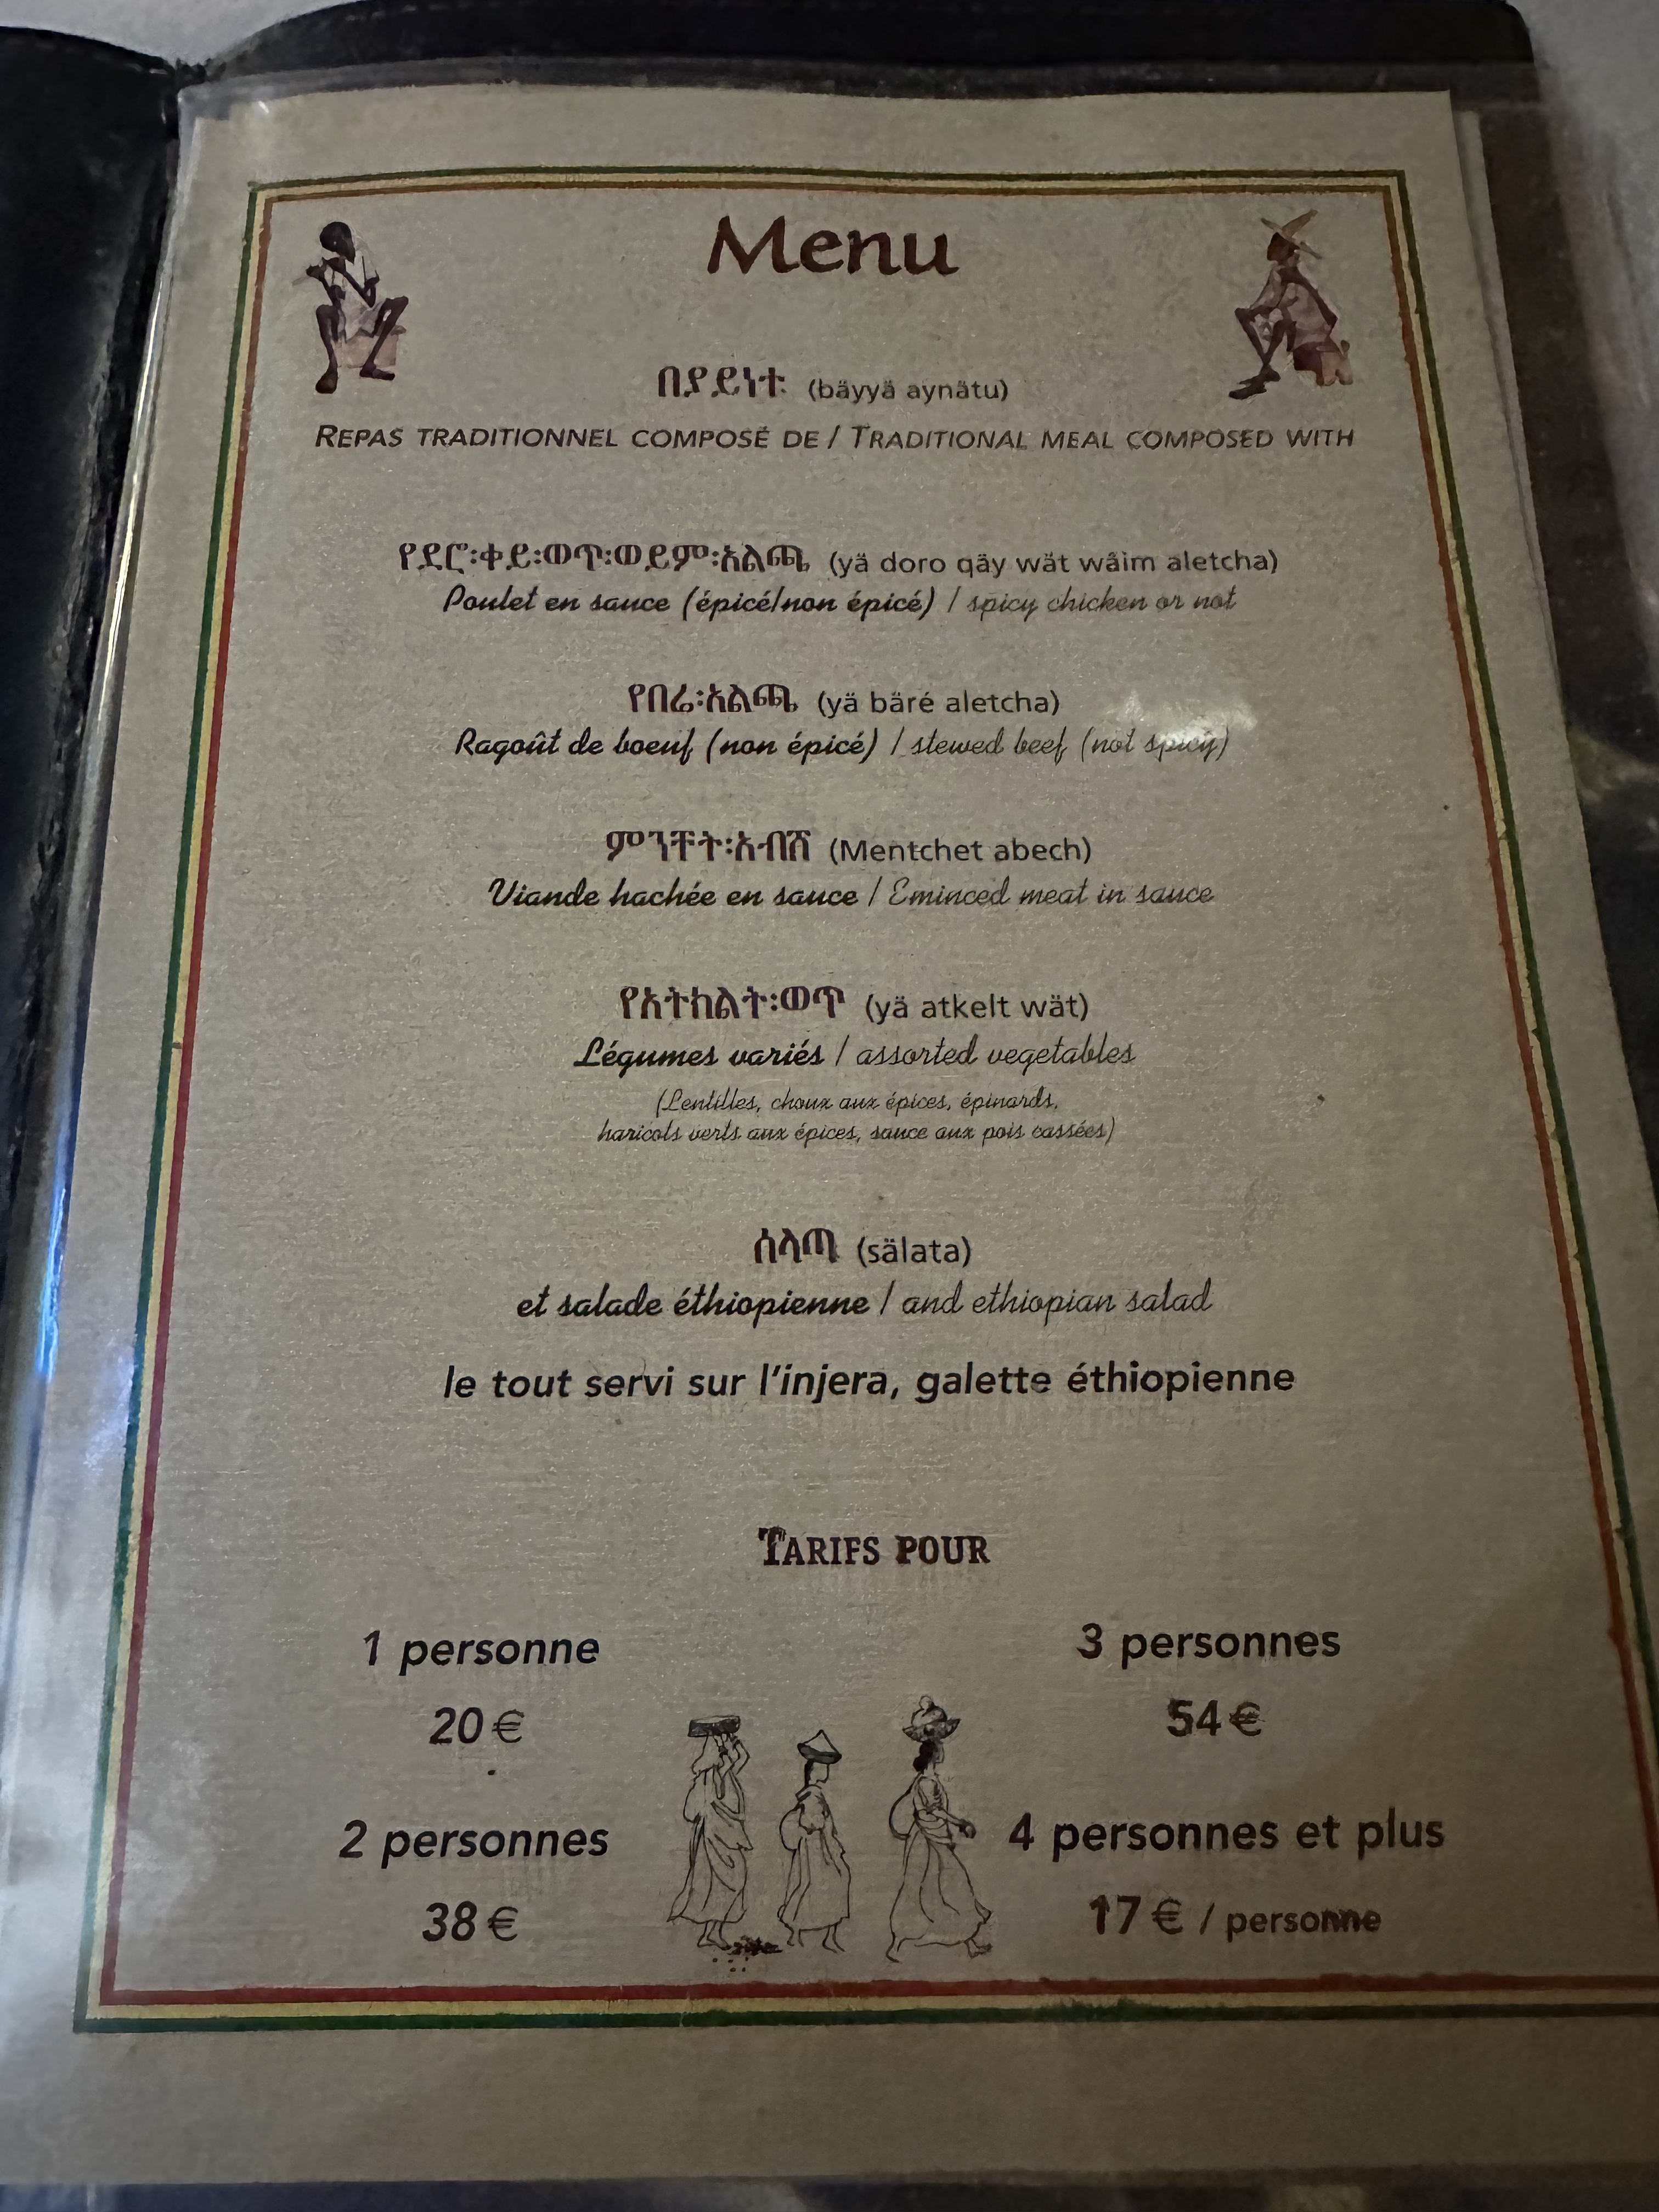 Menu
በያይነቱ (bäyyä aynätu)
REPAS TRADITIONNEL COMPOSÉ DE / TRADITIONAL MEAL COMPOSED WITH
የደሮ፡ቀይ፡ወጥ፡ወይም፡አልጫ (yä doro qäy wät wâim aletcha)
Poulet en sauce (épicé/non épicé) / spicy chicken or not
የበሬ፡አልጫ (yä bäré aletcha)
Ragoût de boeuf (non épicé) / stewed beef (not spicy)
ምንቸት፡አብሽ (Mentchet abech)
Viande hachée en sauce / Eminced meat in sauce
የአትክልት፡ወጥ (yä atkelt wät)
Légumes variés / assorted vegetables
(Lentilles, choux aux épices, épinards,
haricots verts aux épices, sauce aux pois cassées)
ሰላጣ (sälata)
et salade éthiopienne / and ethiopian salad
le tout servi sur l'injera, galette éthiopienne
TARIFS POUR
1 personne
20 €
2 personnes
38 €
3 personnes
54 €
4 personnes et plus
17 € / personne